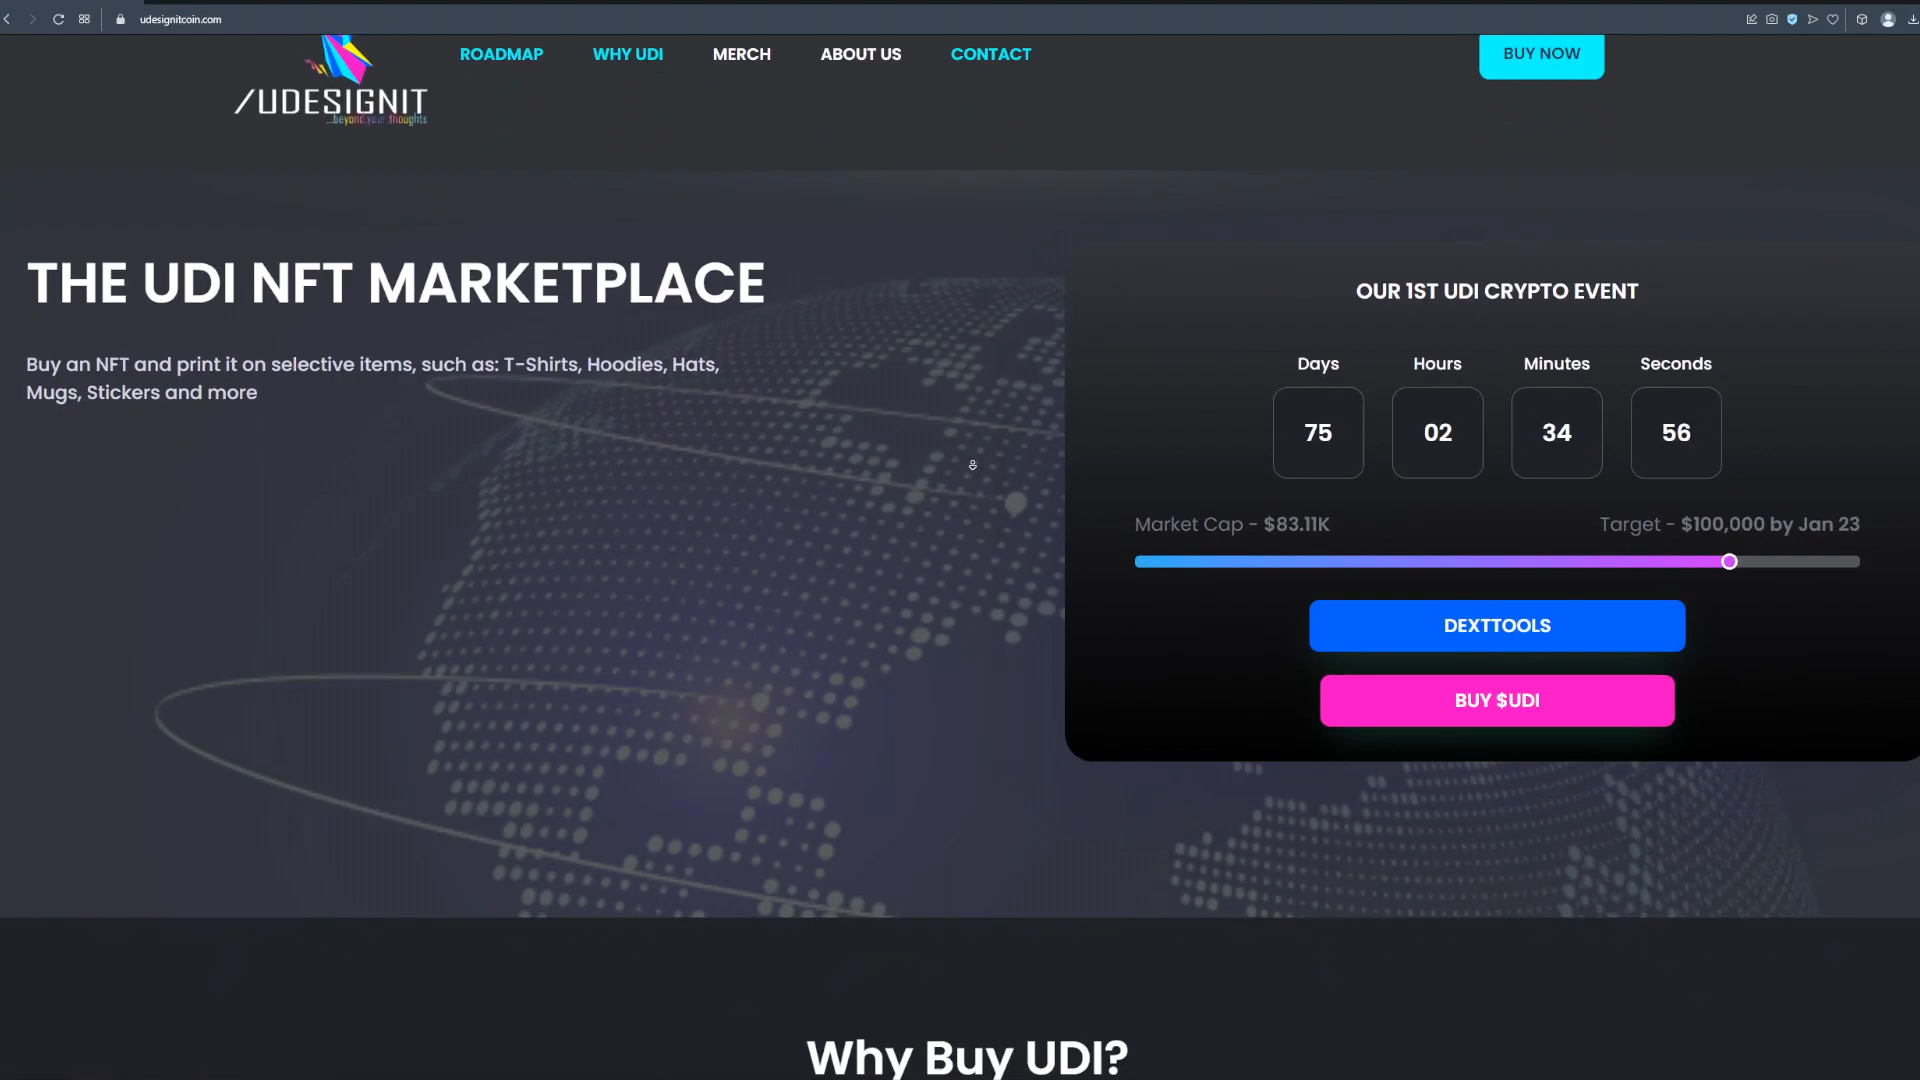 udesignitcoin.com
ROADMAP
WHY UDI
MERCH
ABOUT US
CONTACT
BUY NOW
/UDESIGNIT
...beyond.your.thoughts
THE UDI NFT MARKETPLACE
Buy an NFT and print it on selective items, such as: T-Shirts, Hoodies, Hats,
Mugs, Stickers and more
OUR 1ST UDI CRYPTO EVENT
Days Hours Minutes Seconds
75 02 34 56
Market Cap - $83.11K
Target - $100,000 by Jan 23
DEXTTOOLS
BUY $UDI
Why Buy UDI?